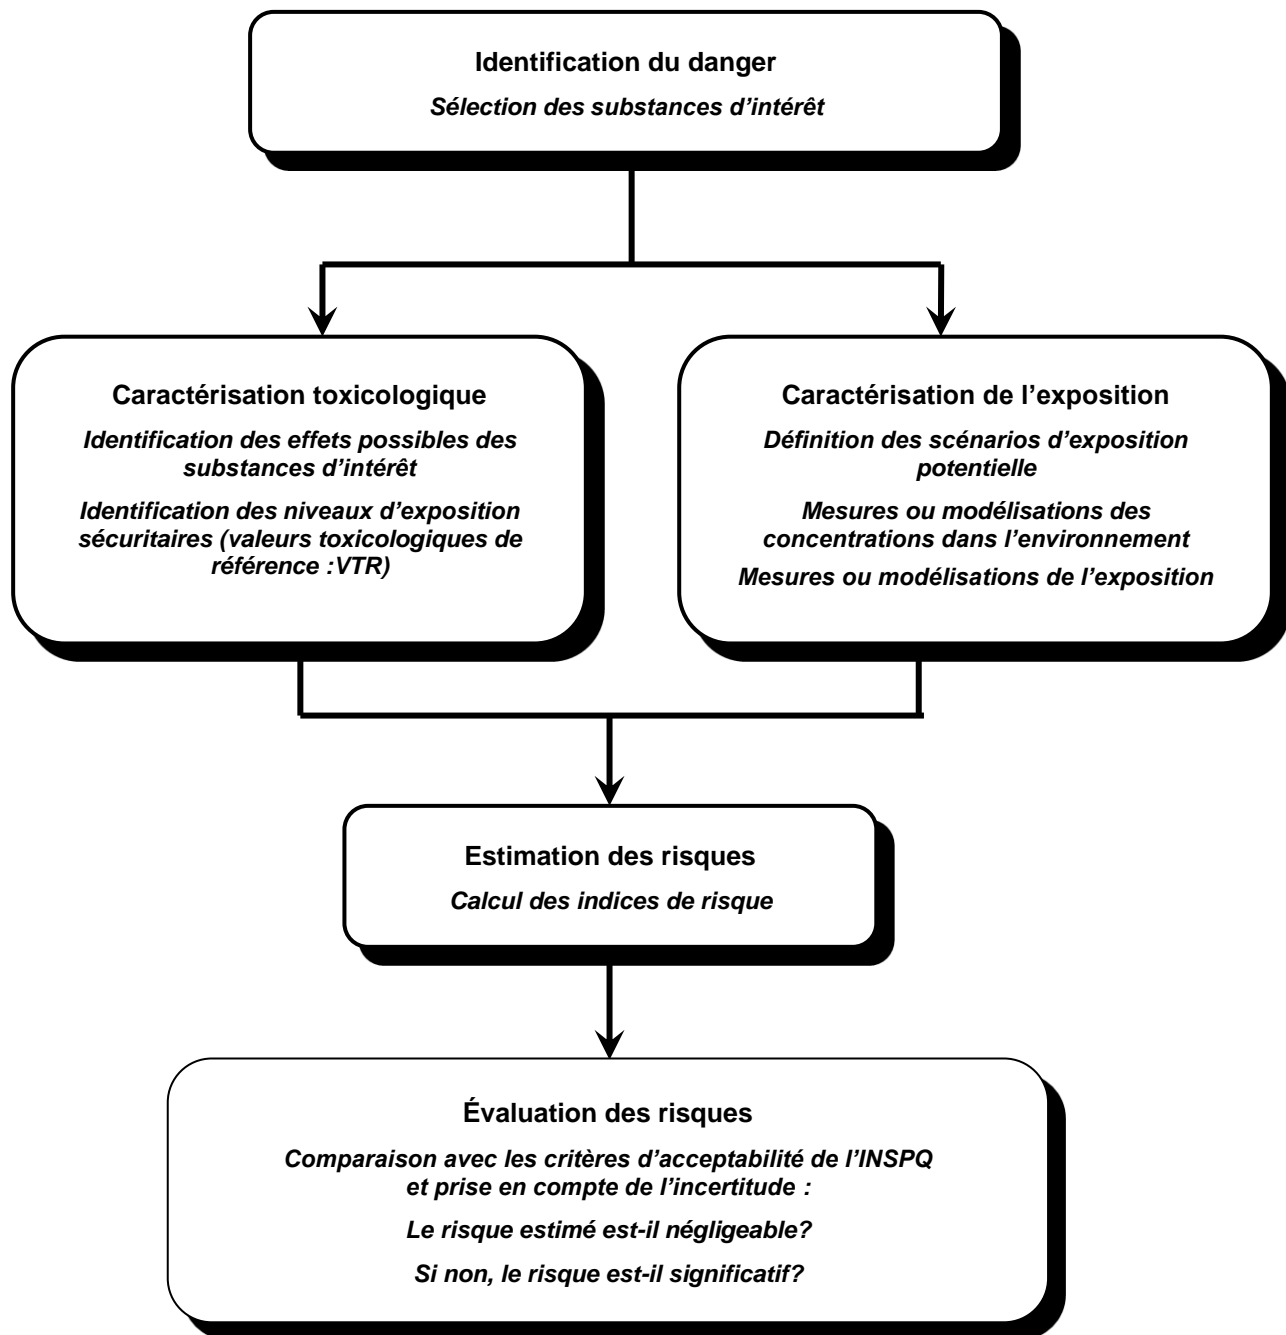 Identification du danger
Sélection des substances d’intérêt
Caractérisation toxicologique
Identification des effets possibles des
substances d’intérêt
Identification des niveaux d’exposition
sécuritaires (valeurs toxicologiques de
référence :VTR)
Caractérisation de l’exposition
Définition des scénarios d’exposition
potentielle
Mesures ou modélisations des
concentrations dans l’environnement
Mesures ou modélisations de l’exposition
Estimation des risques
Calcul des indices de risque
Évaluation des risques
Comparaison avec les critères d’acceptabilité de l’INSPQ
et prise en compte de l’incertitude :
Le risque estimé est-il négligeable?
Si non, le risque est-il significatif?